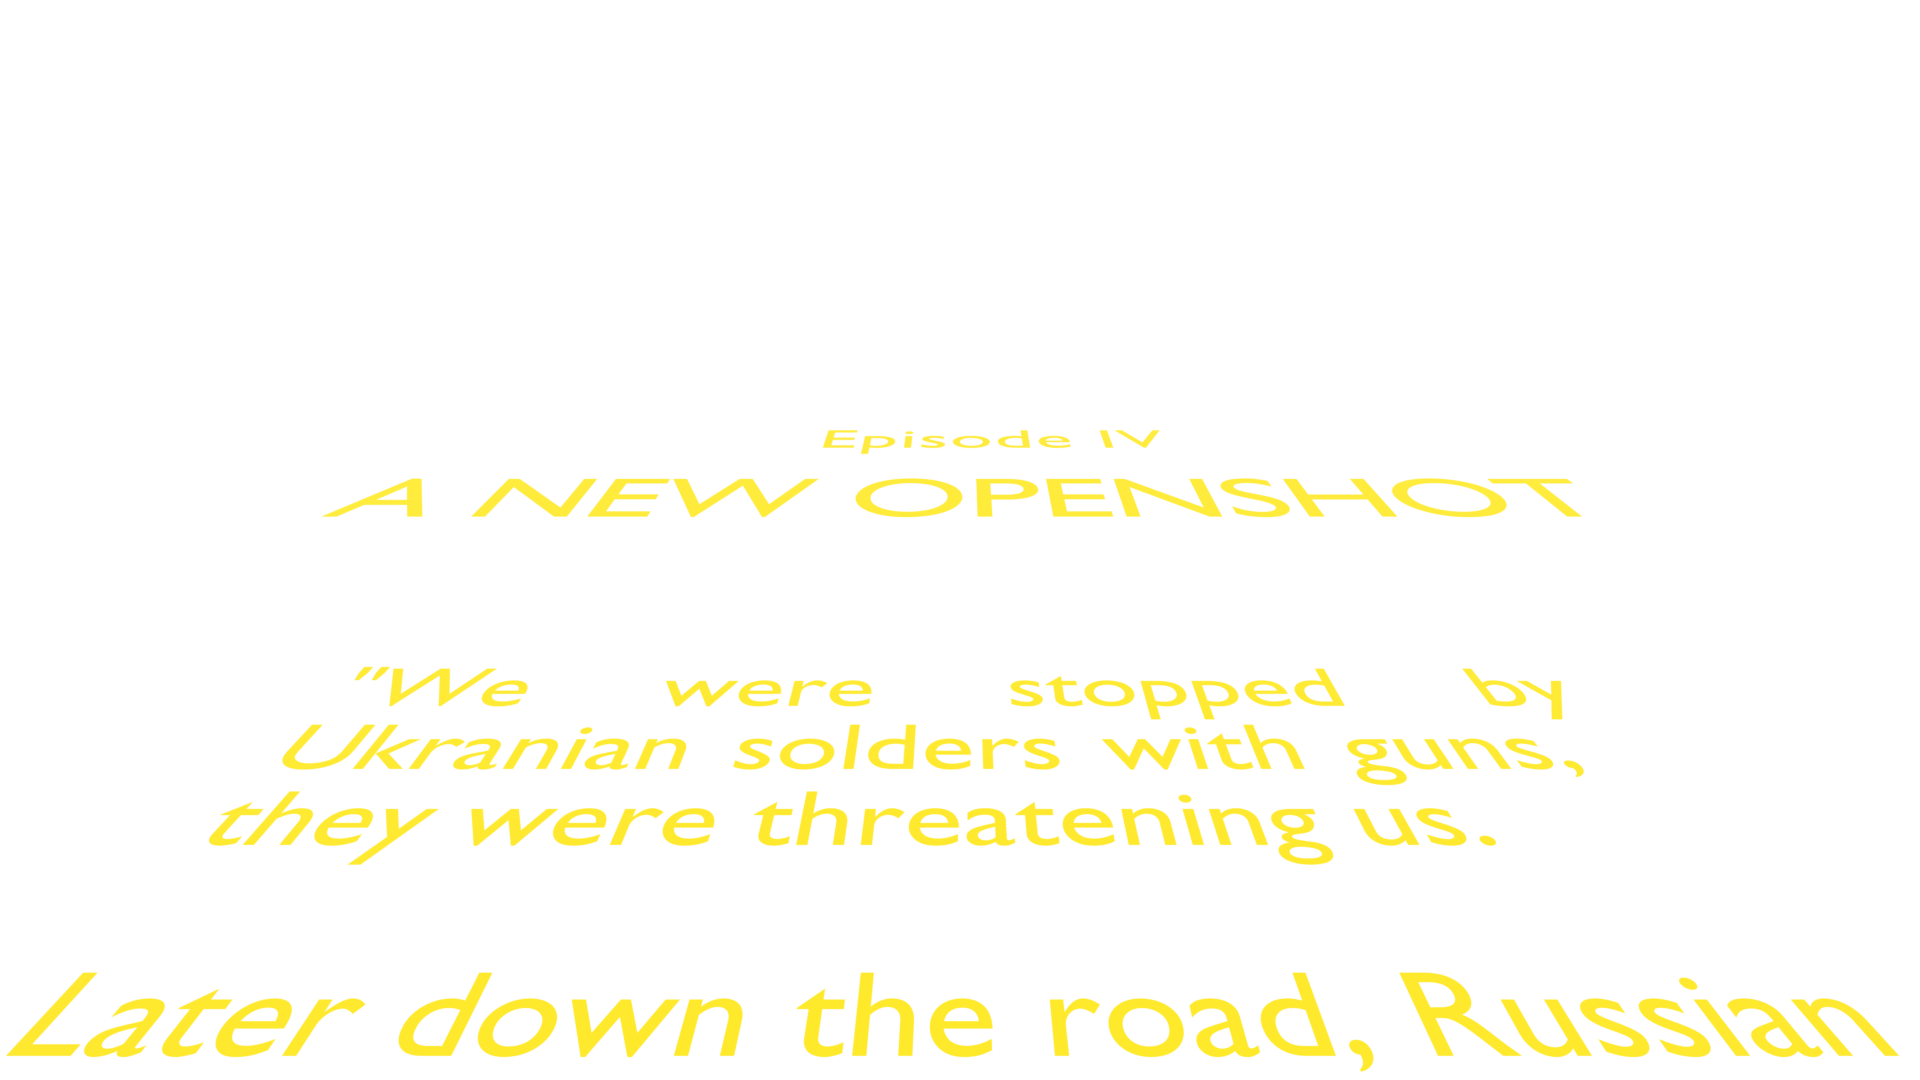 Episode IV
A NEW OPENSHOT
"We were stopped by
Ukranian solders with guns,
they were threatening us.
Later down the road, Russian